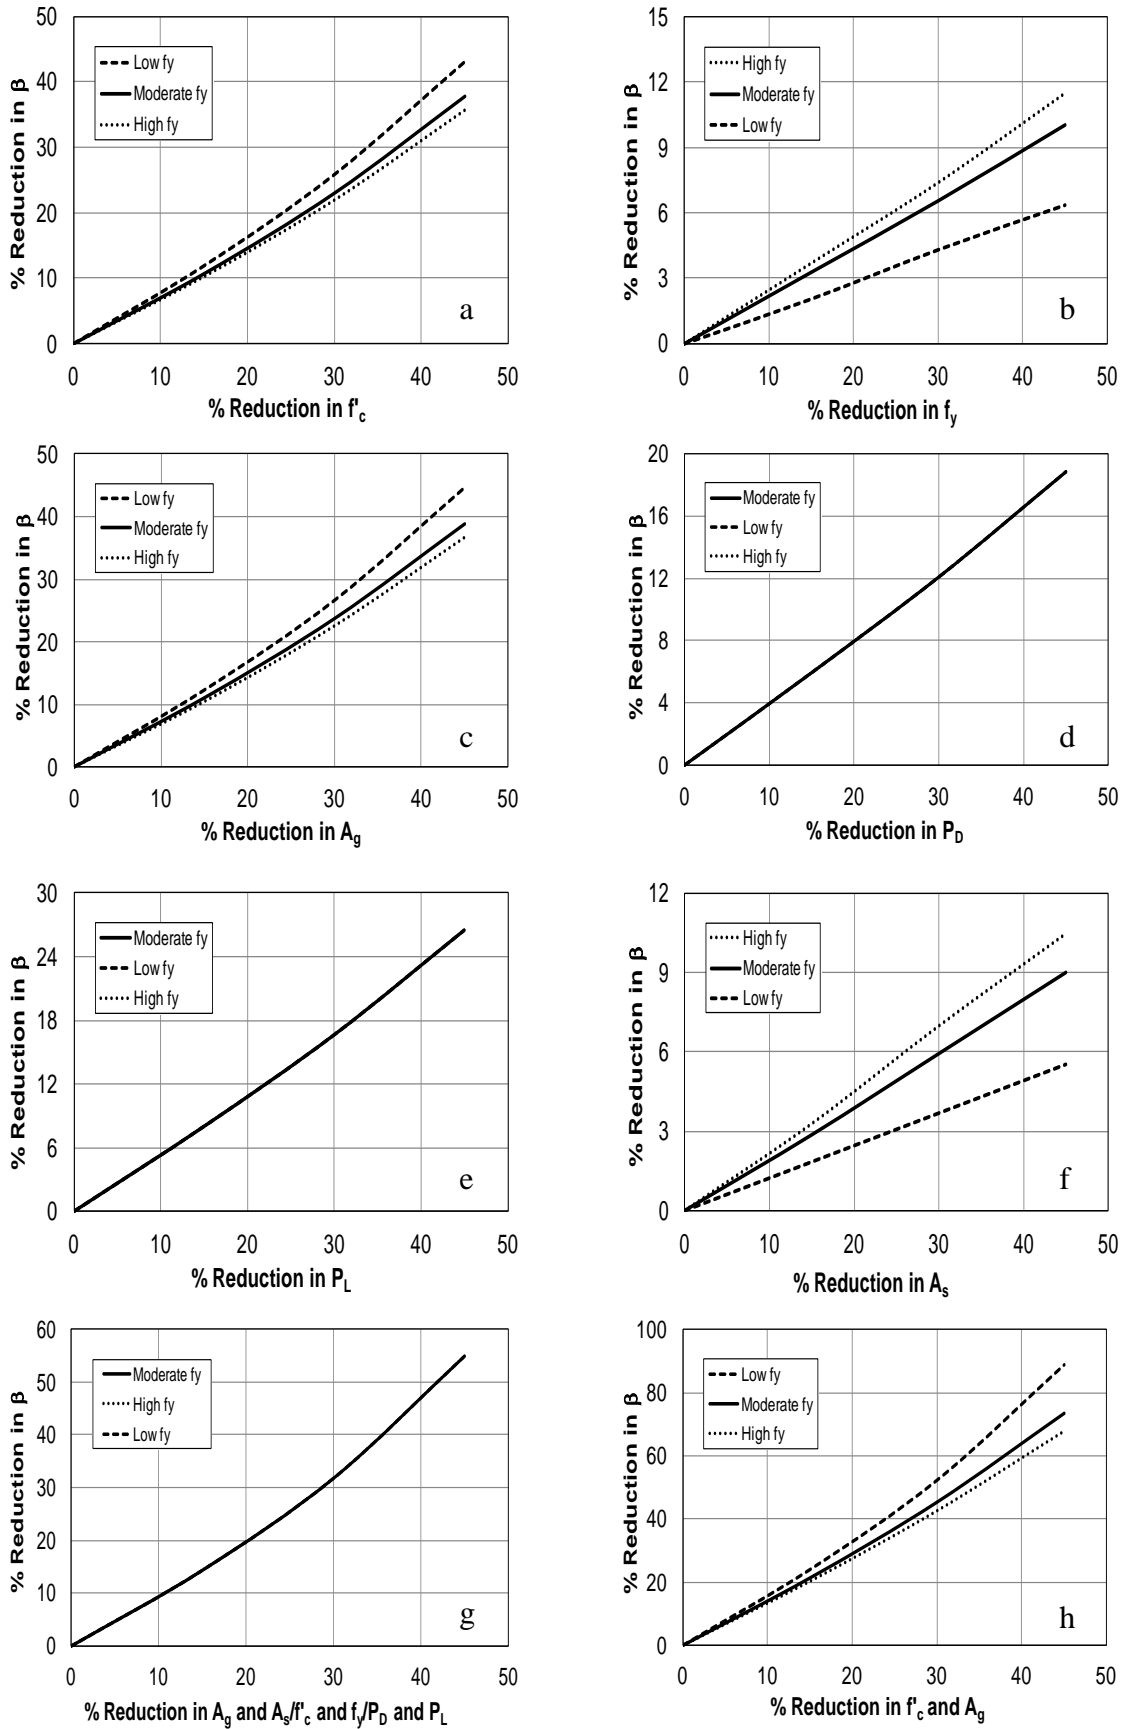 50
40
30
20
10
0
% Reduction in β
Low fy
Moderate fy
High fy
a
0 10 20 30 40 50
% Reduction in f'c
15
12
9
6
3
0
% Reduction in β
High fy
Moderate fy
Low fy
b
0 10 20 30 40 50
% Reduction in fy
50
40
30
20
10
0
% Reduction in β
Low fy
Moderate fy
High fy
c
0 10 20 30 40 50
% Reduction in Ag
20
16
12
8
4
0
% Reduction in β
Moderate fy
Low fy
High fy
d
0 10 20 30 40 50
% Reduction in PD
30
24
18
12
6
0
% Reduction in β
Moderate fy
Low fy
High fy
e
0 10 20 30 40 50
% Reduction in PL
12
9
6
3
0
% Reduction in β
High fy
Moderate fy
Low fy
f
0 10 20 30 40 50
% Reduction in As
60
50
40
30
20
10
0
% Reduction in β
Moderate fy
High fy
Low fy
g
0 10 20 30 40 50
% Reduction in Ag and As/f'c and fy/PD and PL
100
80
60
40
20
0
% Reduction in β
Low fy
Moderate fy
High fy
h
0 10 20 30 40 50
% Reduction in f'c and Ag